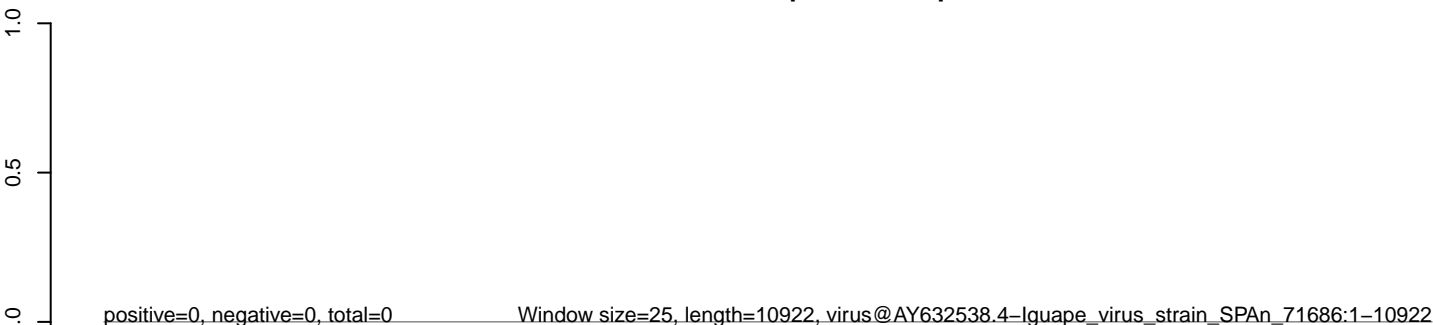 1.0
0.5
.0
positive=0, negative=0, total=0
Window size=25, length=10922, virus@AY632538.4−Iguape_virus_strain_SPAn_71686:1−10922